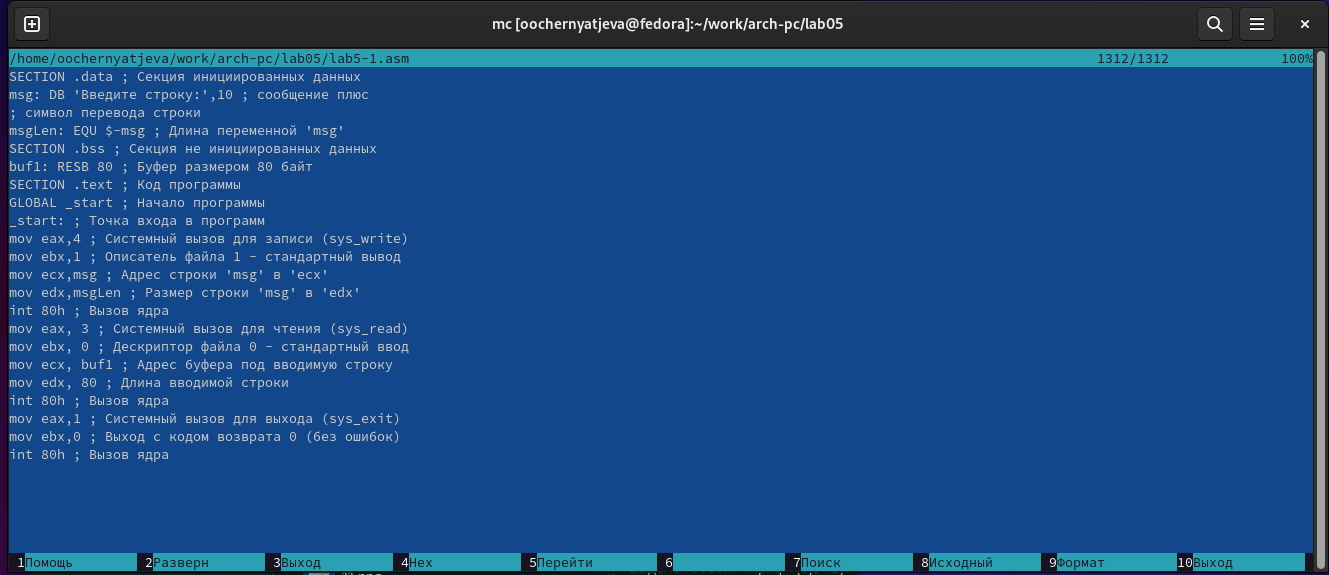 mc [oochernyatjeva@fedora]:~/work/arch-pc/lab05
/home/oochernyatjeva/work/arch-pc/lab05/lab5-1.asm 1312/1312 100%
SECTION .data ; Секция инициированных данных
msg: DB 'Введите строку:',10 ; сообщение плюс
; символ перевода строки
msgLen: EQU $-msg ; Длина переменной 'msg'
SECTION .bss ; Секция не инициированных данных
buf1: RESB 80 ; Буфер размером 80 байт
SECTION .text ; Код программы
GLOBAL _start ; Начало программы
_start: ; Точка входа в программ
mov eax,4 ; Системный вызов для записи (sys_write)
mov ebx,1 ; Описатель файла 1 - стандартный вывод
mov ecx,msg ; Адрес строки 'msg' в 'ecx'
mov edx,msgLen ; Размер строки 'msg' в 'edx'
int 80h ; Вызов ядра
mov eax, 3 ; Системный вызов для чтения (sys_read)
mov ebx, 0 ; Дескриптор файла 0 - стандартный ввод
mov ecx, buf1 ; Адрес буфера под вводимую строку
mov edx, 80 ; Длина вводимой строки
int 80h ; Вызов ядра
mov eax,1 ; Системный вызов для выхода (sys_exit)
mov ebx,0 ; Выход с кодом возврата 0 (без ошибок)
int 80h ; Вызов ядра
1Помощь 2Разверн 3Выход 4Hex 5Перейти 6 7Поиск 8Исходный 9Формат 10Выход